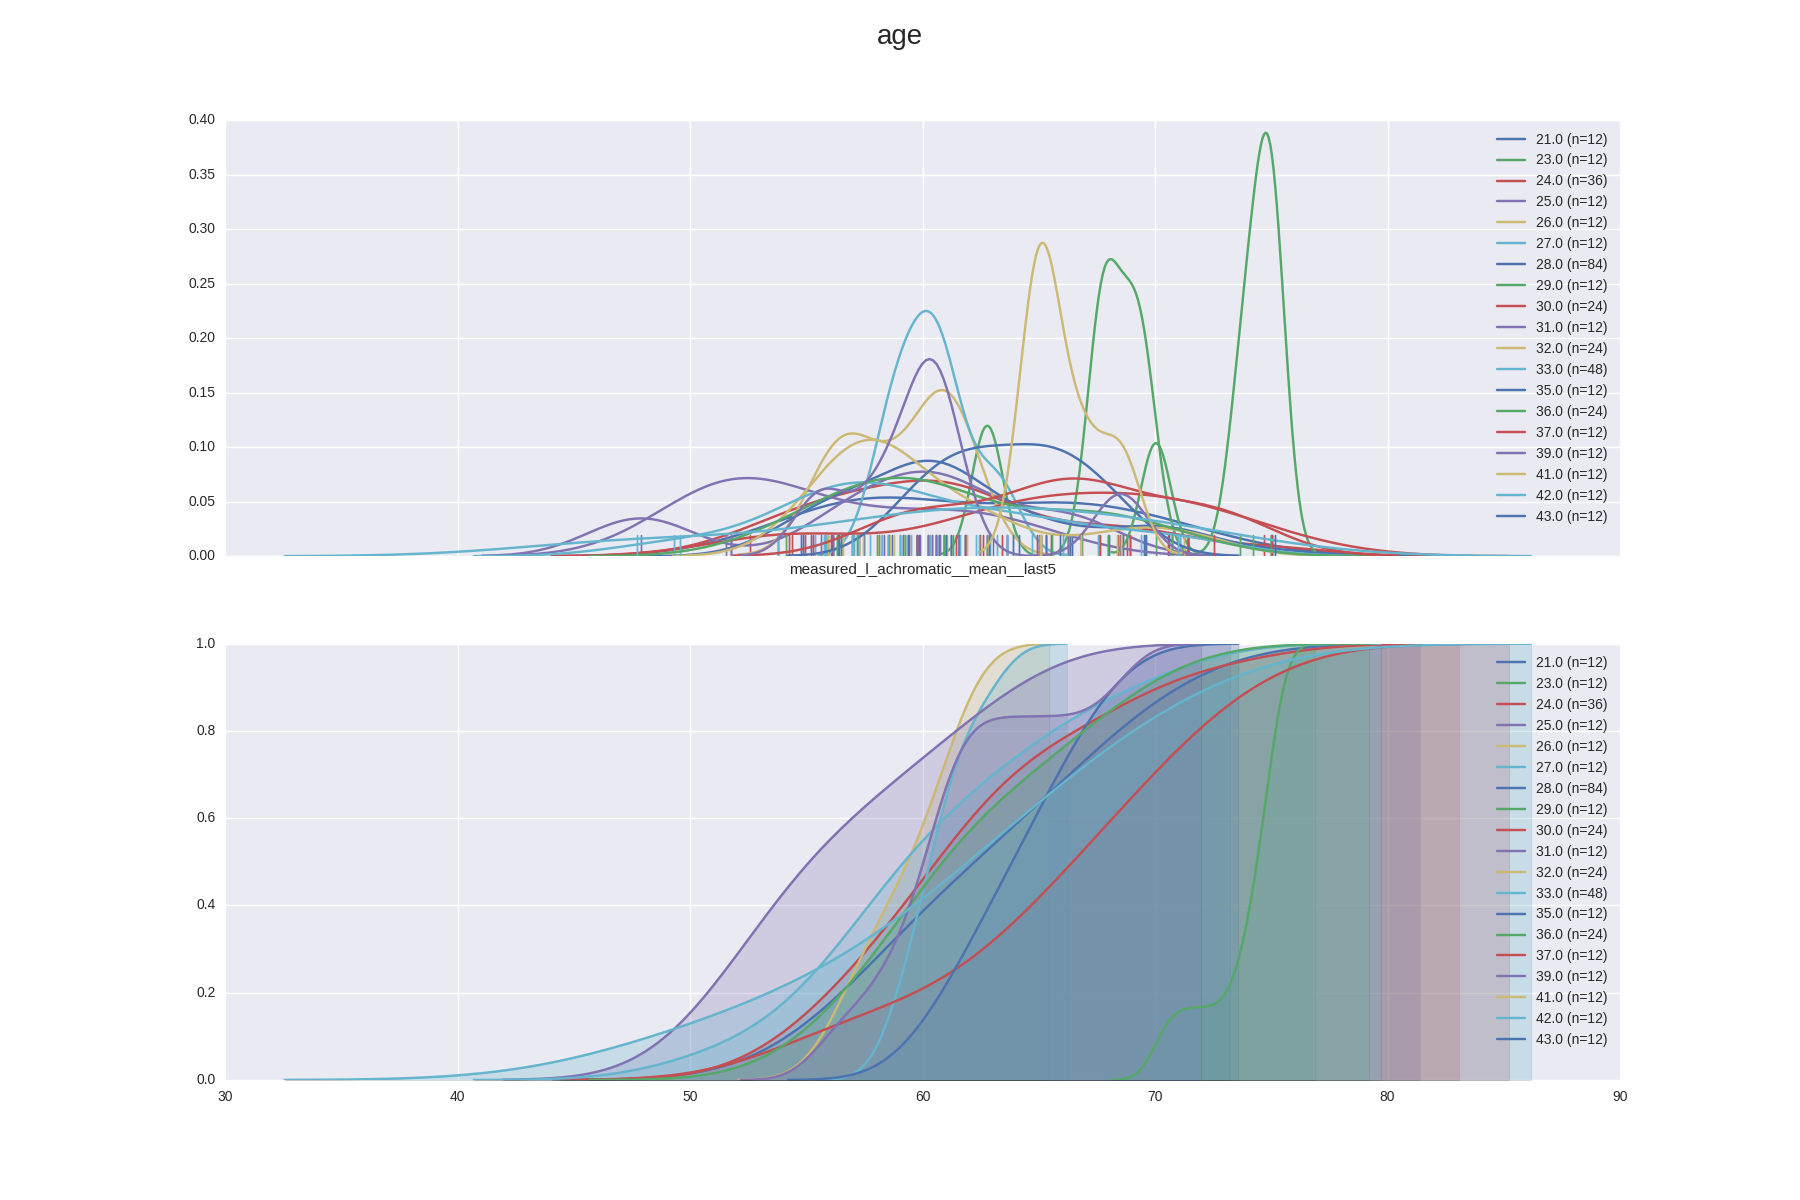 age
0.40
0.35
0.30
0.25
0.20
0.15
0.10
0.05
0.00
21.0 (n=12)
23.0 (n=12)
24.0 (n=36)
25.0 (n=12)
26.0 (n=12)
27.0 (n=12)
28.0 (n=84)
29.0 (n=12)
30.0 (n=24)
31.0 (n=12)
32.0 (n=24)
33.0 (n=48)
35.0 (n=12)
36.0 (n=24)
37.0 (n=12)
39.0 (n=12)
41.0 (n=12)
42.0 (n=12)
43.0 (n=12)
measured_l_achromatic__mean__last5
1.0
0.8
0.6
0.4
0.2
0.0
21.0 (n=12)
23.0 (n=12)
24.0 (n=36)
25.0 (n=12)
26.0 (n=12)
27.0 (n=12)
28.0 (n=84)
29.0 (n=12)
30.0 (n=24)
31.0 (n=12)
32.0 (n=24)
33.0 (n=48)
35.0 (n=12)
36.0 (n=24)
37.0 (n=12)
39.0 (n=12)
41.0 (n=12)
42.0 (n=12)
43.0 (n=12)
30 40 50 60 70 80 90